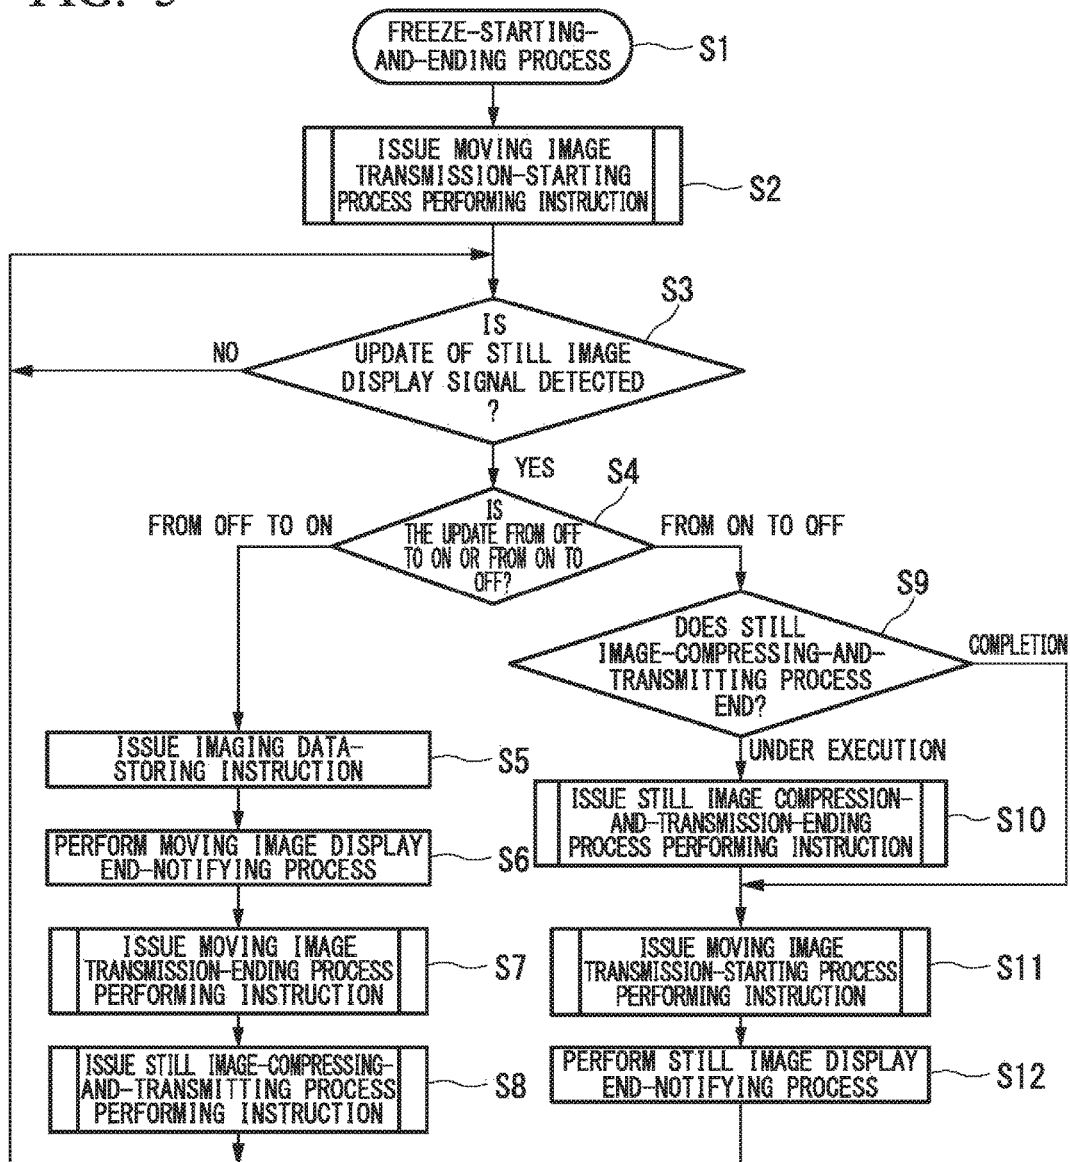 FREEZE-STARTING-
AND-ENDING PROCESS
S1
ISSUE MOVING IMAGE
TRANSMISSION-STARTING
PROCESS PERFORMING INSTRUCTION
S2
S3
IS
UPDATE OF STILL IMAGE
DISPLAY SIGNAL DETECTED
?
NO
YES
S4
IS
THE UPDATE FROM OFF
TO ON OR FROM ON TO
OFF?
FROM OFF TO ON
FROM ON TO OFF
S9
DOES STILL
IMAGE-COMPRESSING-AND-
TRANSMITTING PROCESS
END?
COMPLETION
UNDER EXECUTION
ISSUE IMAGING DATA-
STORING INSTRUCTION
S5
ISSUE STILL IMAGE COMPRESSION-
AND-TRANSMISSION-ENDING
PROCESS PERFORMING INSTRUCTION
S10
PERFORM MOVING IMAGE DISPLAY
END-NOTIFYING PROCESS
S6
ISSUE MOVING IMAGE
TRANSMISSION-ENDING PROCESS
PERFORMING INSTRUCTION
S7
ISSUE MOVING IMAGE
TRANSMISSION-STARTING PROCESS
PERFORMING INSTRUCTION
S11
ISSUE STILL IMAGE-COMPRESSING-
AND-TRANSMITTING PROCESS
PERFORMING INSTRUCTION
S8
PERFORM STILL IMAGE DISPLAY
END-NOTIFYING PROCESS
S12